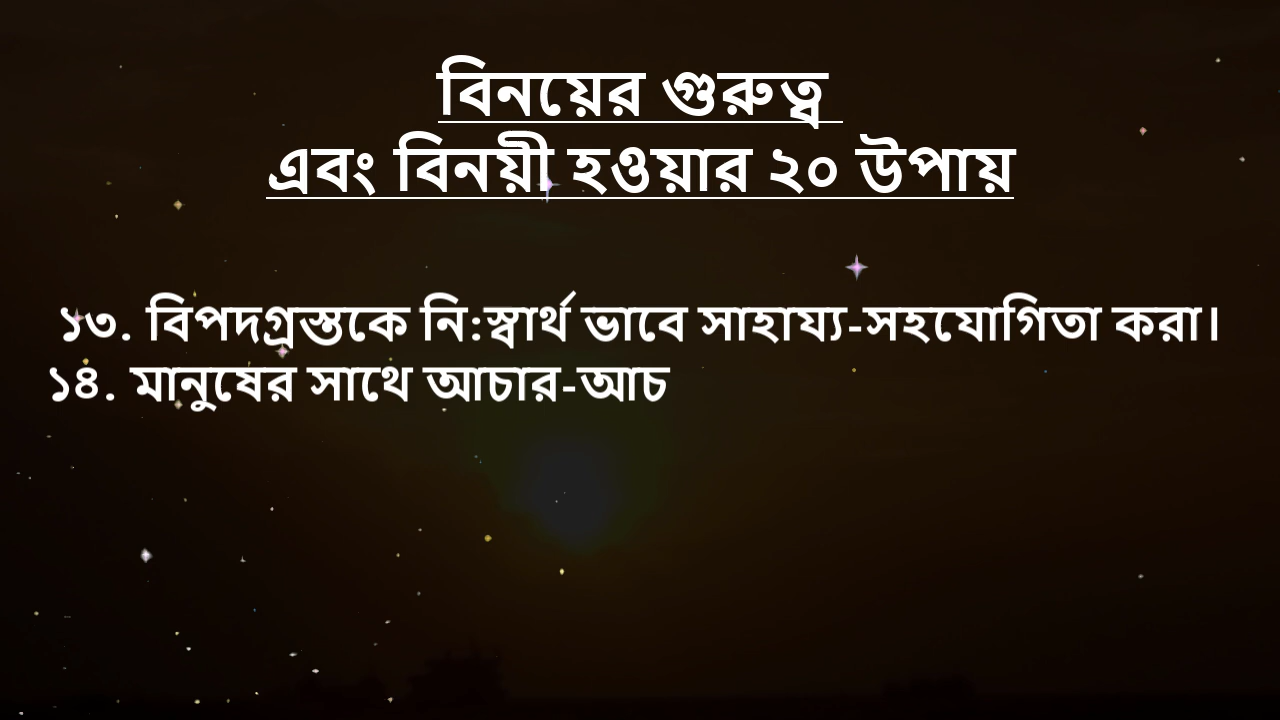 বিনয়ের গুরুত্ব
এবং বিনয়ী হওয়ার ২০ উপায়
১৩. বিপদগ্রস্তকে নি:স্বার্থ ভাবে সাহায্য-সহযোগিতা করা।
১৪. মানুষের সাথে আচার-আচ